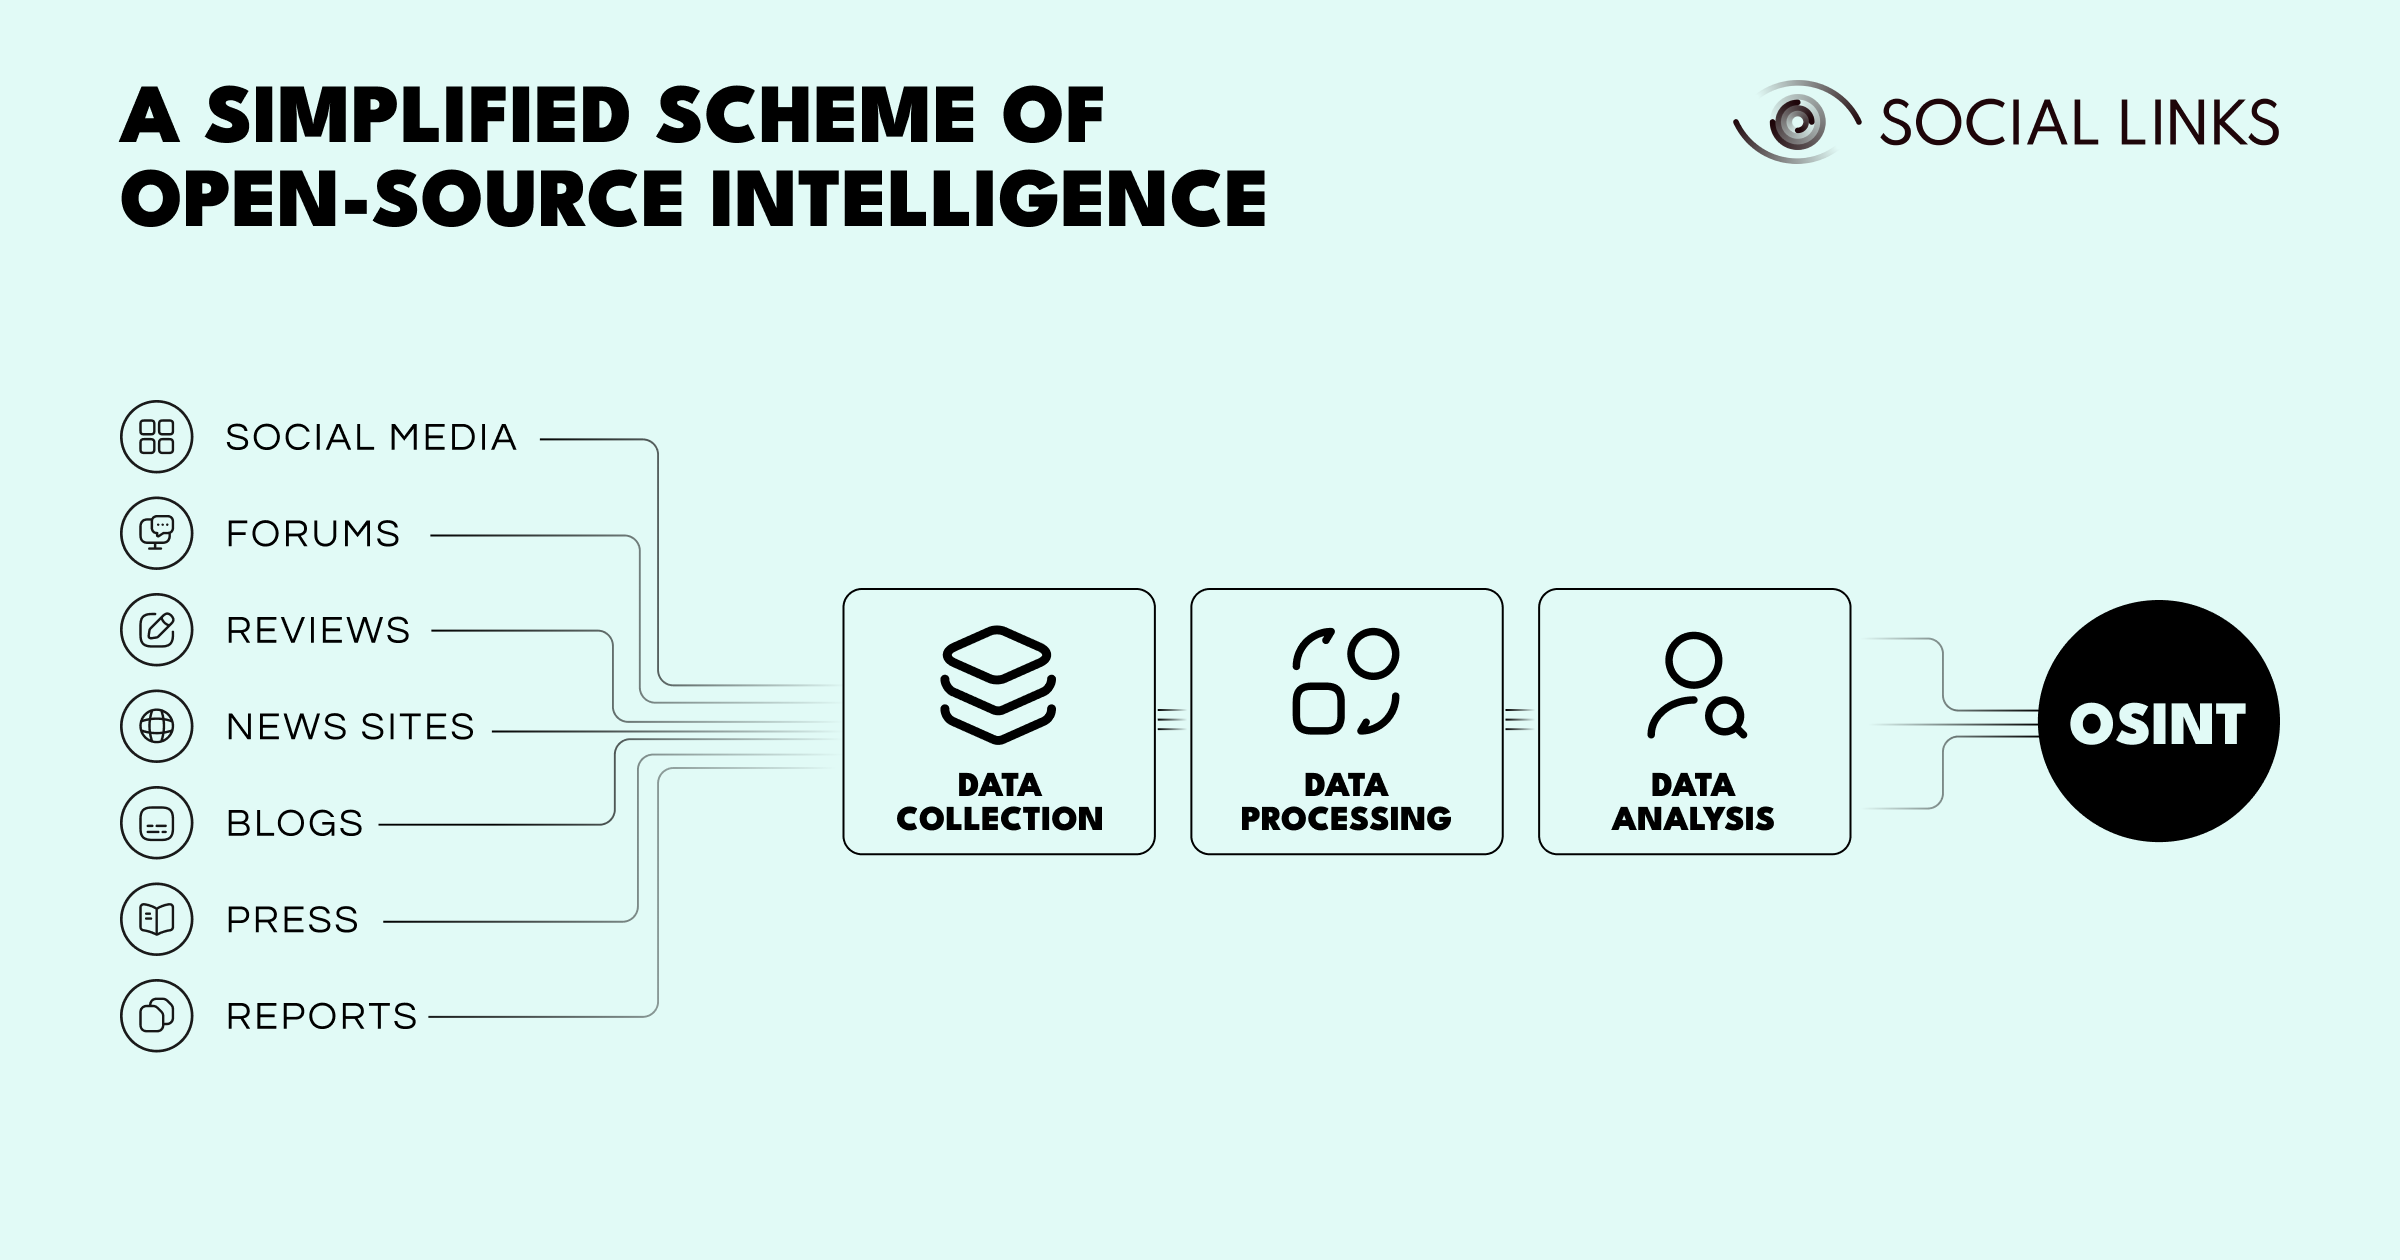 A SIMPLIFIED SCHEME OF
OPEN-SOURCE INTELLIGENCE
SOCIAL LINKS
SOCIAL MEDIA
FORUMS
REVIEWS
NEWS SITES
BLOGS
PRESS
REPORTS
DATA
COLLECTION
DATA
PROCESSING
DATA
ANALYSIS
OSINT